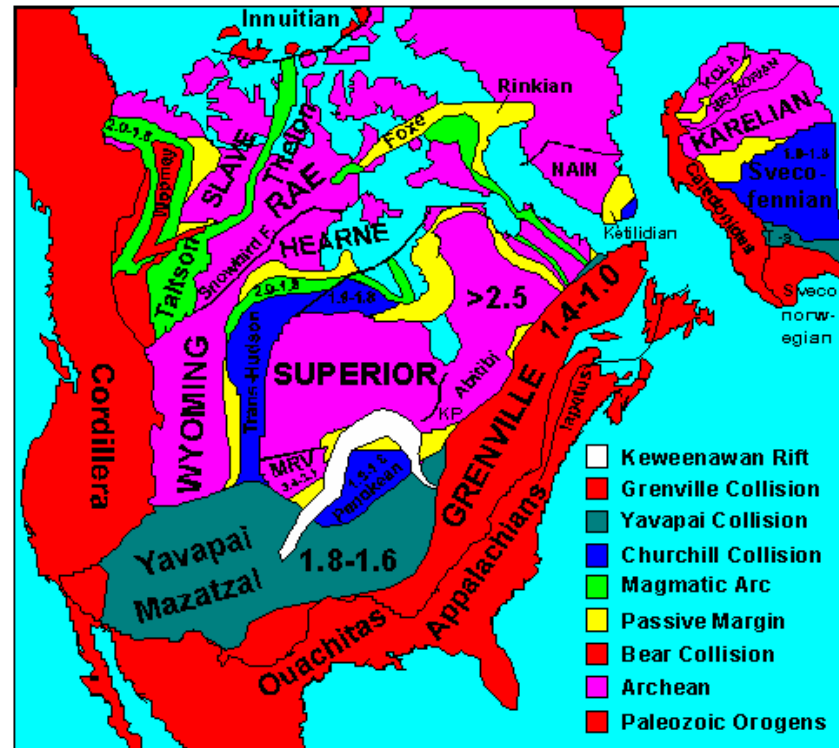 Innuitian
Rinkian
Foxe
KOLA
BELMORIAN
KARELIAN
1.9-1.8
Sveco-
fennian
2.0-1.8
Wopmay
SLAVE
Thelon
RAE
NAIN
Caledonides
Ketilidian
Taltson
Snowbird F.
HEARNE
T-S
Sveco
norw-
egian
2.0-1.8
1.9-1.8
>2.5
1.4-1.0
Cordillera
WYOMING
Trans-Hudson
SUPERIOR
Abitibi
KP
GRENVILLE
Iapetus
MRV
Penokean
Yavapai
Mazatzal
1.8-1.6
Ouachitas
Appalachians
Keweenawan Rift
Grenville Collision
Yavapai Collision
Churchill Collision
Magmatic Arc
Passive Margin
Bear Collision
Archean
Paleozoic Orogens